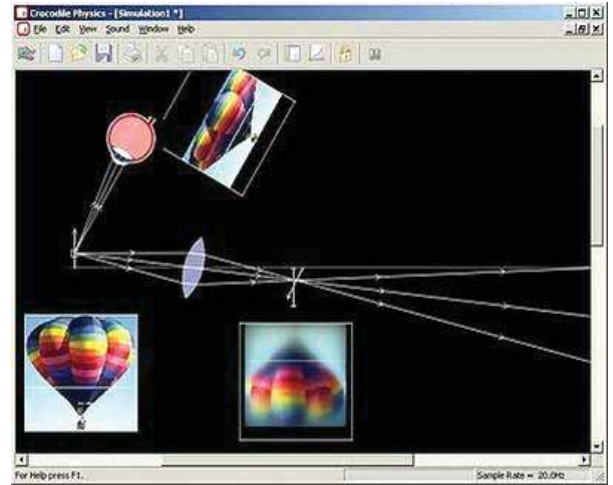 Crocodile Physics - [Simulation1 *]
File Edit View Sound Window Help
For Help press F1.
Sample Rate = 20.0Hz